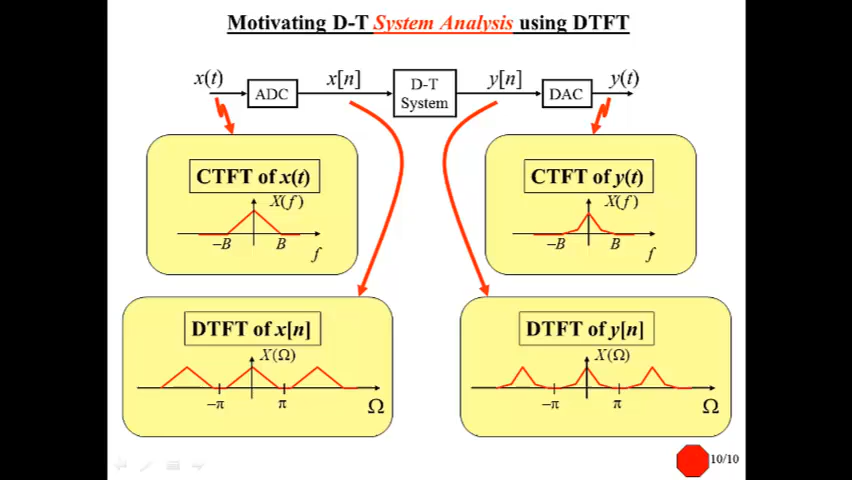 Motivating D-T System Analysis using DTFT
x(t) ADC x[n] D-T System y[n] DAC y(t)
CTFT of x(t)
X(f)
–B B f
CTFT of y(t)
X(f)
–B B f
DTFT of x[n]
X(Ω)
–π π Ω
DTFT of y[n]
X(Ω)
–π π Ω
10/10